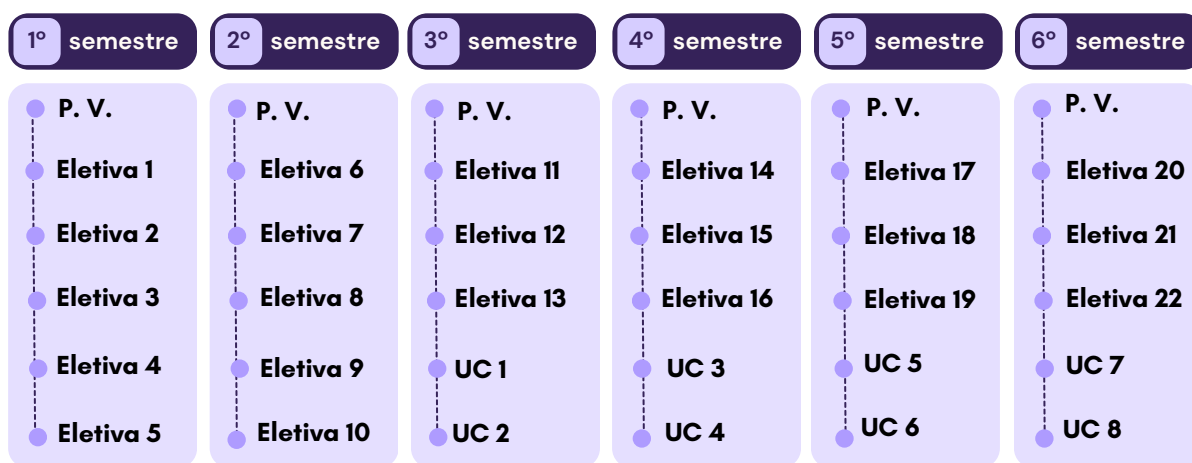 1º semestre
P. V.
Eletiva 1
Eletiva 2
Eletiva 3
Eletiva 4
Eletiva 5
2º semestre
P. V.
Eletiva 6
Eletiva 7
Eletiva 8
Eletiva 9
Eletiva 10
3º semestre
P. V.
Eletiva 11
Eletiva 12
Eletiva 13
UC 1
UC 2
4º semestre
P. V.
Eletiva 14
Eletiva 15
Eletiva 16
UC 3
UC 4
5º semestre
P. V.
Eletiva 17
Eletiva 18
Eletiva 19
UC 5
UC 6
6º semestre
P. V.
Eletiva 20
Eletiva 21
Eletiva 22
UC 7
UC 8